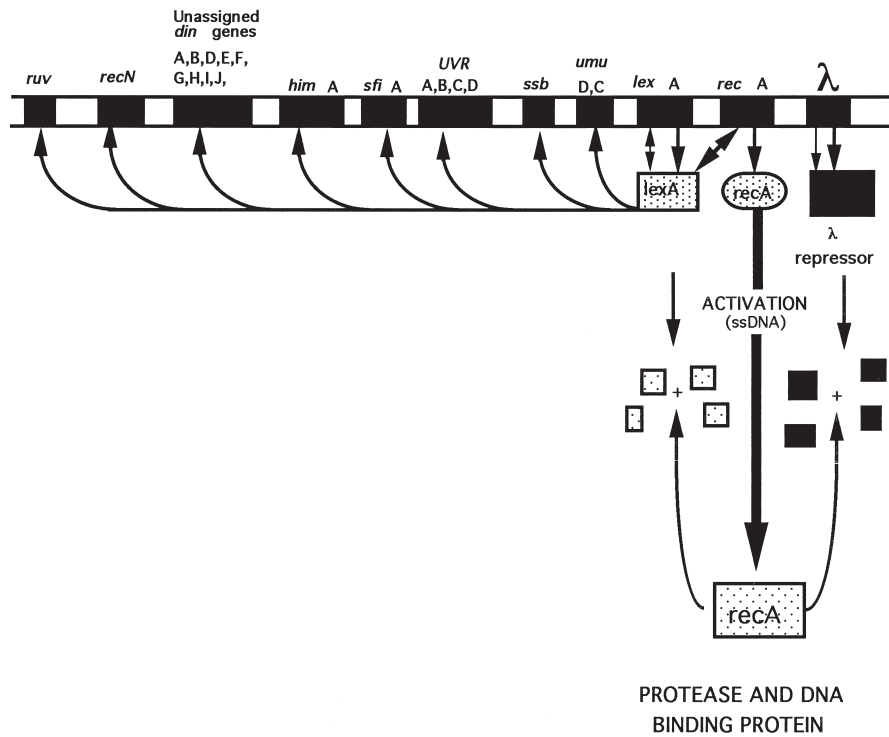 Unassigned
din genes
A,B,D,E,F,
G,H,I,J,
ruv
recN
him A
sfi A
UVR
A,B,C,D
ssb
umu
D,C
lex A
rec A
λ
lexA
recA
λ
repressor
ACTIVATION
(ssDNA)
+
+
recA
PROTEASE AND DNA
BINDING PROTEIN